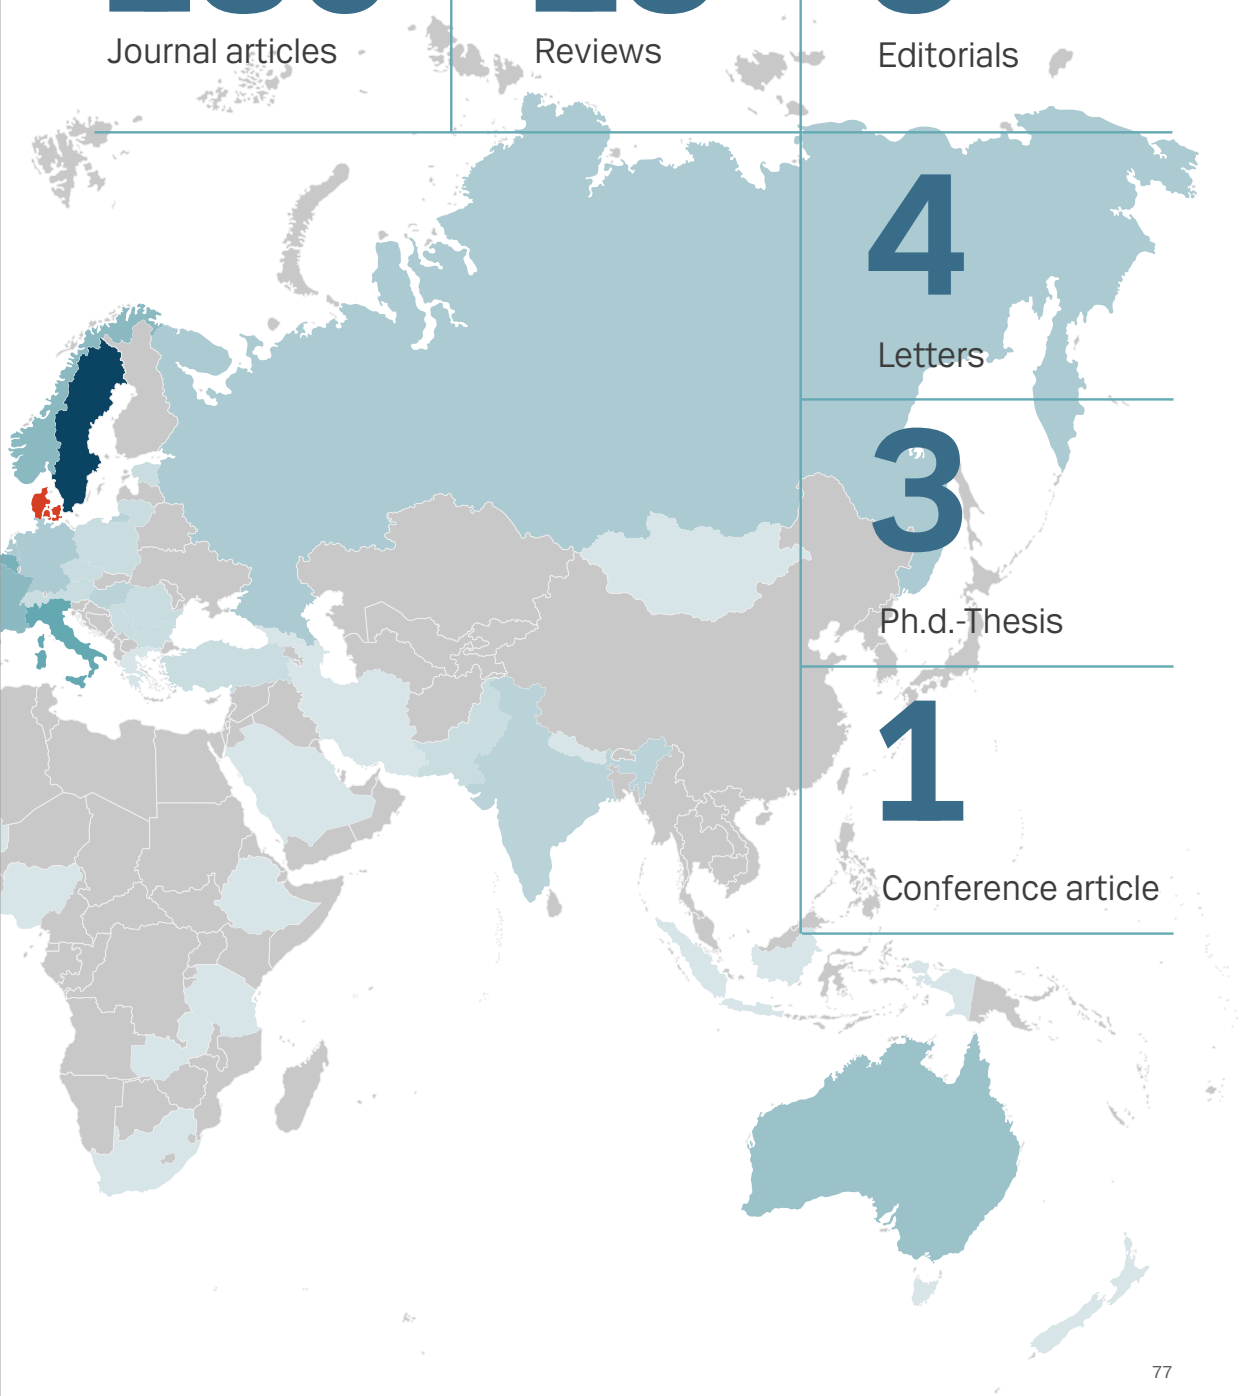 Journal articles
Reviews
Editorials
4
Letters
3
Ph.d.-Thesis
1
Conference article
77